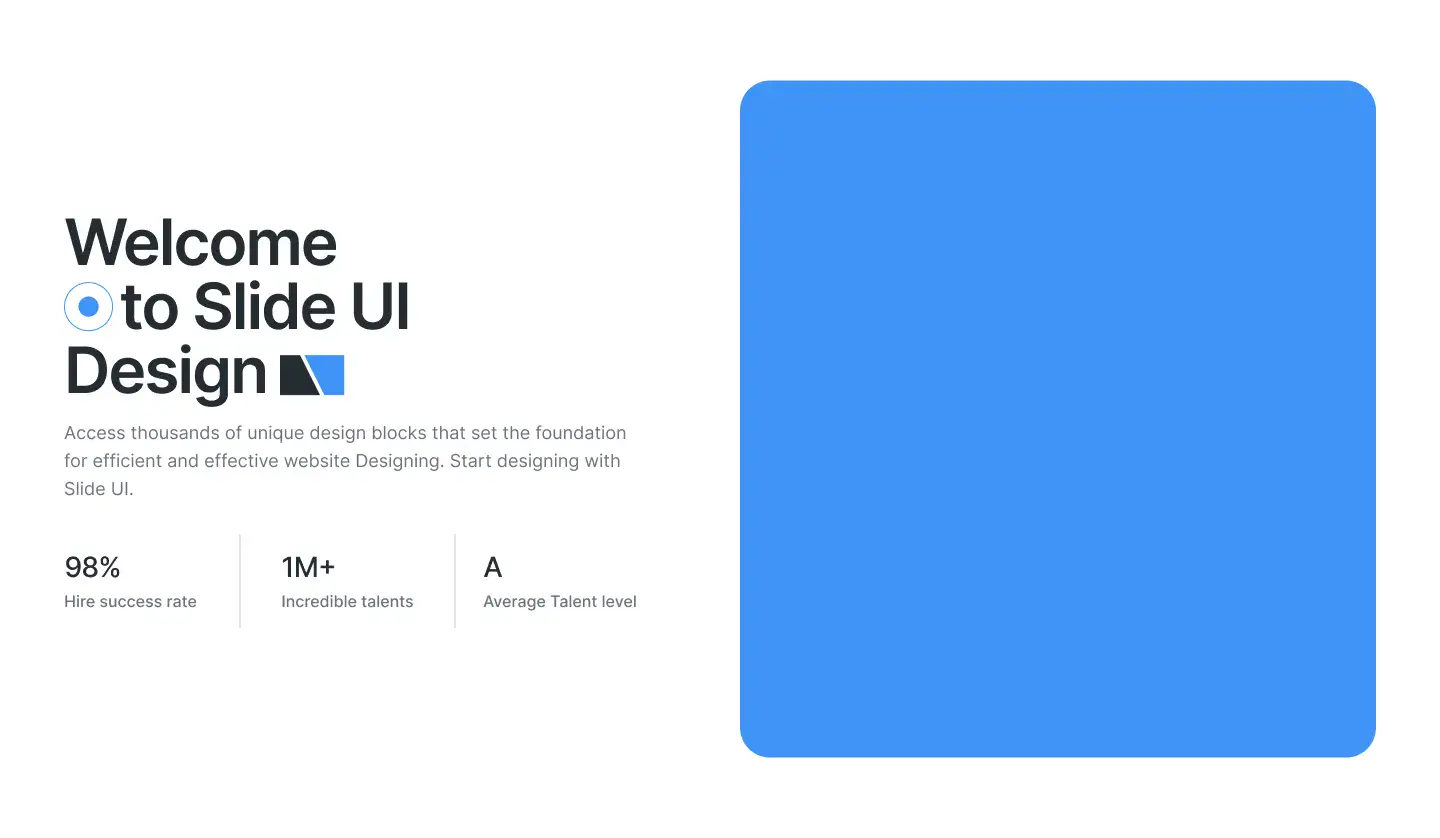 Welcome
to Slide UI
Design
Access thousands of unique design blocks that set the foundation
for efficient and effective website Designing. Start designing with
Slide UI.
98%
Hire success rate
1M+
Incredible talents
A
Average Talent level